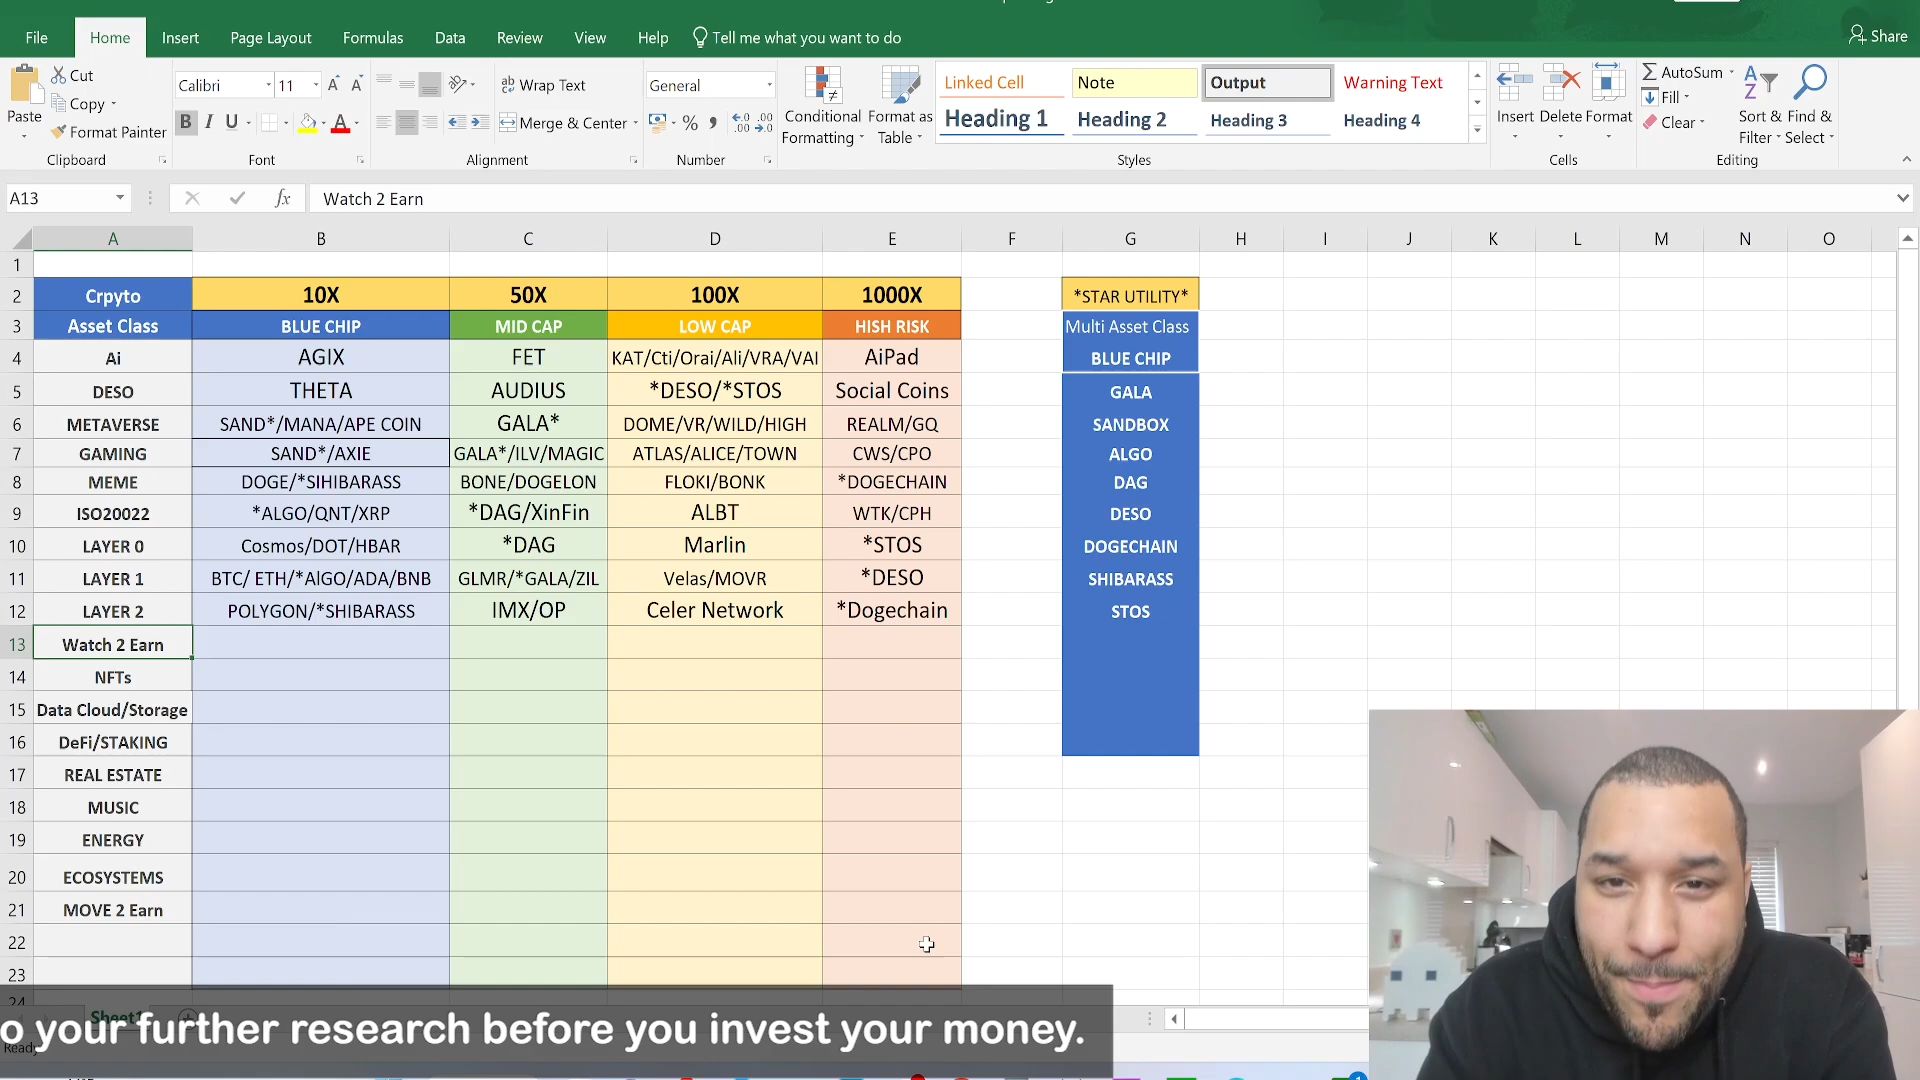 File Home Insert Page Layout Formulas Data Review View Help Tell me what you want to do Share
Paste Cut Copy Format Painter Clipboard
Calibri 11 Font
Wrap Text Merge & Center Alignment
General Number
Conditional Formatting Format as Table
Linked Cell Note Output Warning Text
Heading 1 Heading 2 Heading 3 Heading 4
Styles
Insert Delete Format Cells
AutoSum Fill Clear Sort & Filter Find & Select Editing
A13 fx Watch 2 Earn
A B C D E F G H I J K L M N O
1
2 Crpyto 10X 50X 100X 1000X *STAR UTILITY*
3 Asset Class BLUE CHIP MID CAP LOW CAP HISH RISK Multi Asset Class
4 Ai AGIX FET KAT/Cti/Orai/Ali/VRA/VAI AiPad BLUE CHIP
5 DESO THETA AUDIUS *DESO/*STOS Social Coins GALA
6 METAVERSE SAND*/MANA/APE COIN GALA* DOME/VR/WILD/HIGH REALM/GQ SANDBOX
7 GAMING SAND*/AXIE GALA*/ILV/MAGIC ATLAS/ALICE/TOWN CWS/CPO ALGO
8 MEME DOGE/*SIHIBARASS BONE/DOGELON FLOKI/BONK *DOGECHAIN DAG
9 ISO20022 *ALGO/QNT/XRP *DAG/XinFin ALBT WTK/CPH DESO
10 LAYER 0 Cosmos/DOT/HBAR *DAG Marlin *STOS DOGECHAIN
11 LAYER 1 BTC/ ETH/*AlGO/ADA/BNB GLMR/*GALA/ZIL Velas/MOVR *DESO SHIBARASS
12 LAYER 2 POLYGON/*SHIBARASS IMX/OP Celer Network *Dogechain STOS
13 Watch 2 Earn
14 NFTs
15 Data Cloud/Storage
16 DeFi/STAKING
17 REAL ESTATE
18 MUSIC
19 ENERGY
20 ECOSYSTEMS
21 MOVE 2 Earn
22
23
24
Sheet1
o your further research before you invest your money.
Ready